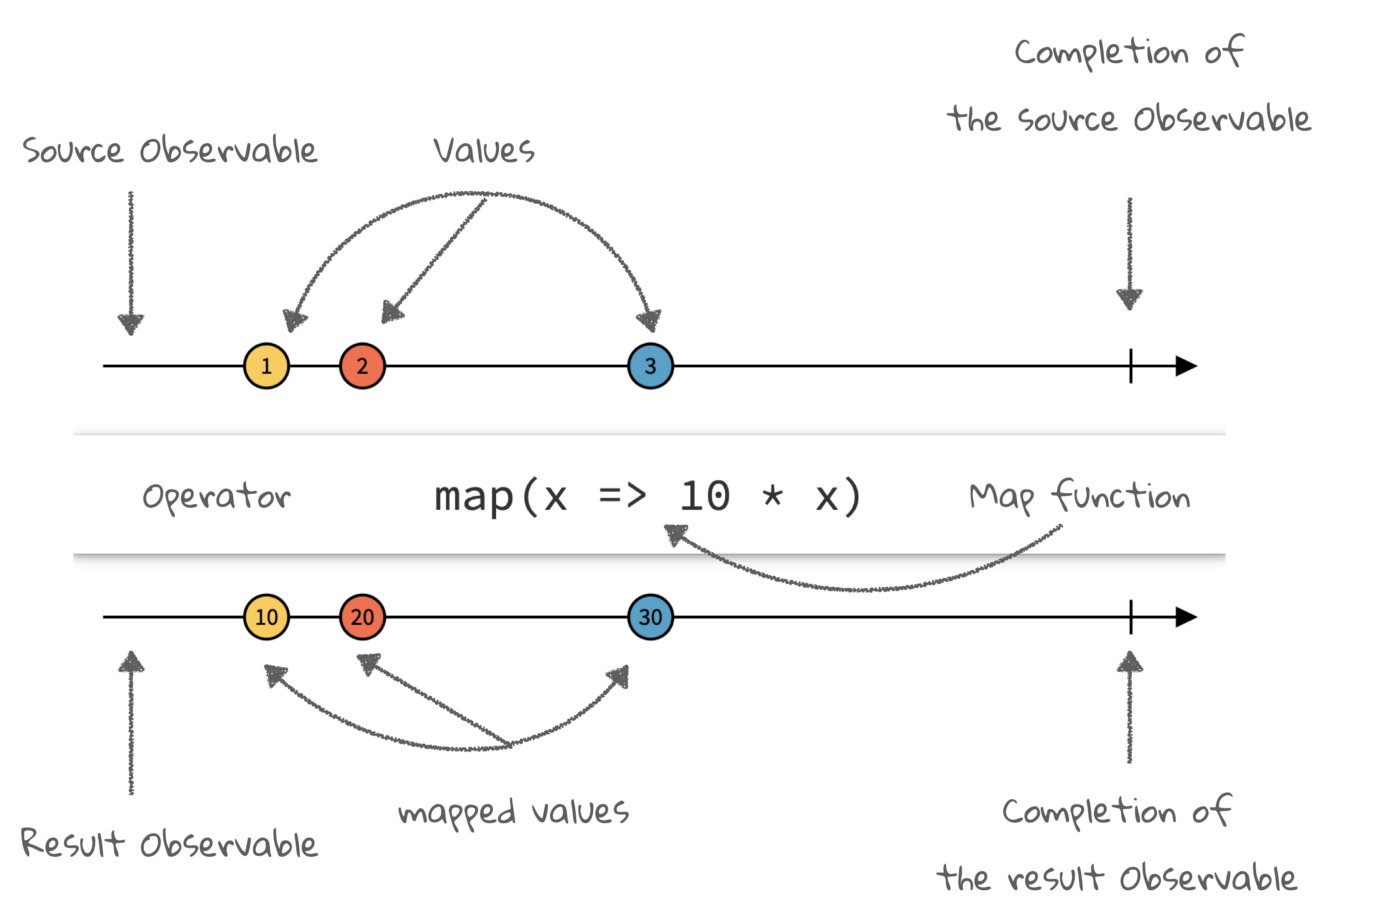 Completion of
the source Observable
Source Observable
Values
1
2
3
Operator
map(x => 10 * x)
Map function
10
20
30
mapped values
Result Observable
Completion of
the result Observable